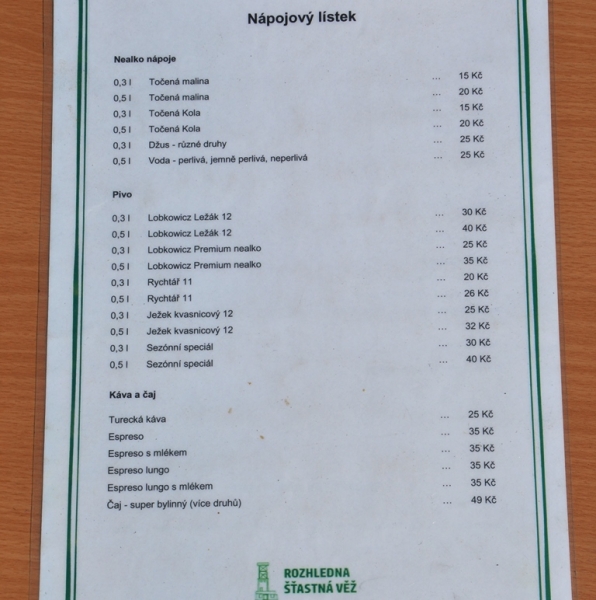 Nápojový lístek
Nealko nápoje
0,3 l Točená malina ... 15 Kč
0,5 l Točená malina ... 20 Kč
0,3 l Točená Kola ... 15 Kč
0,5 l Točená Kola ... 20 Kč
0,3 l Džus - různé druhy ... 25 Kč
0,5 l Voda - perlivá, jemně perlivá, neperlivá ... 25 Kč
Pivo
0,3 l Lobkowicz Ležák 12 ... 30 Kč
0,5 l Lobkowicz Ležák 12 ... 40 Kč
0,3 l Lobkowicz Premium nealko ... 25 Kč
0,5 l Lobkowicz Premium nealko ... 35 Kč
0,3 l Rychtář 11 ... 20 Kč
0,5 l Rychtář 11 ... 26 Kč
0,3 l Ježek kvasnicový 12 ... 25 Kč
0,5 l Ježek kvasnicový 12 ... 32 Kč
0,3 l Sezónní speciál ... 30 Kč
0,5 l Sezónní speciál ... 40 Kč
Káva a čaj
Turecká káva ... 25 Kč
Espreso ... 35 Kč
Espreso s mlékem ... 35 Kč
Espreso lungo ... 35 Kč
Espreso lungo s mlékem ... 35 Kč
Čaj - super bylinný (více druhů) ... 49 Kč
ROZHLEDNA
ŠŤASTNÁ VĚŽ